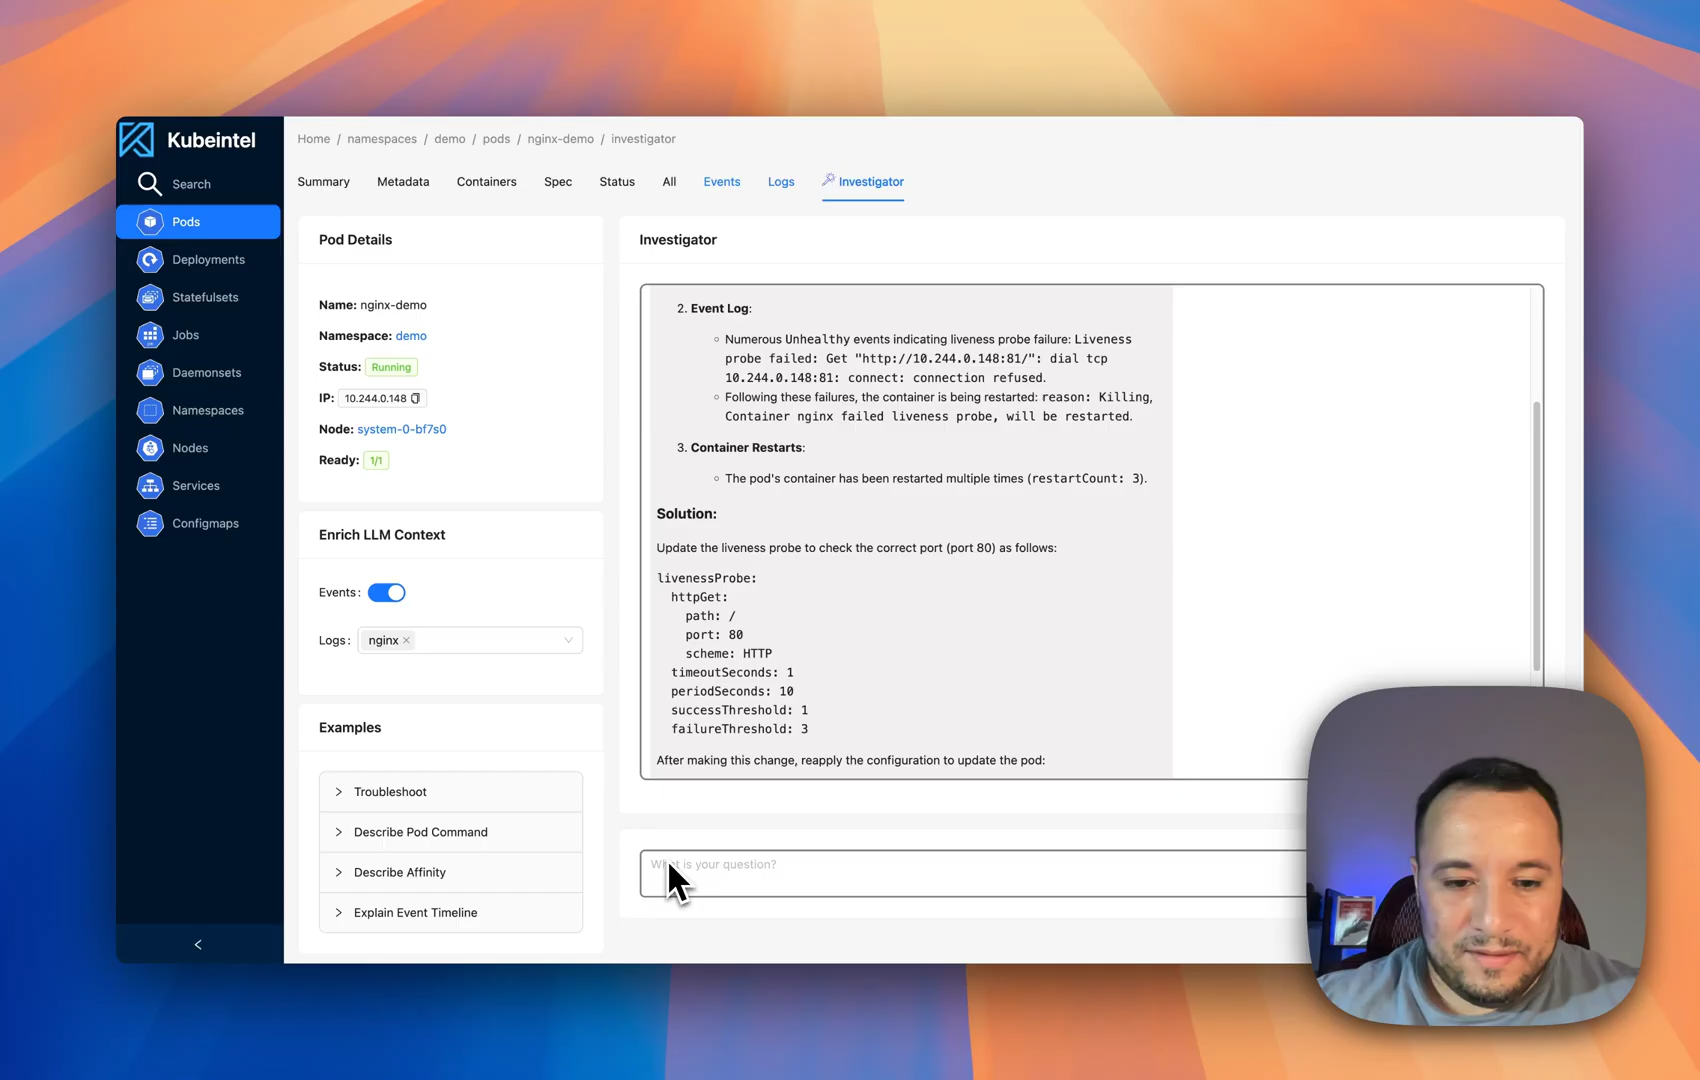 Kubeintel
Search
Pods
Deployments
Statefulsets
Jobs
Daemonsets
Namespaces
Nodes
Services
Configmaps
Home / namespaces / demo / pods / nginx-demo / investigator
Summary Metadata Containers Spec Status All Events Logs Investigator
Pod Details
Name: nginx-demo
Namespace: demo
Status: Running
IP: 10.244.0.148
Node: system-0-bf7s0
Ready: 1/1
Enrich LLM Context
Events:
Logs: nginx ×
Examples
> Troubleshoot
> Describe Pod Command
> Describe Affinity
> Explain Event Timeline
Investigator
2. Event Log:
◦ Numerous Unhealthy events indicating liveness probe failure: Liveness
probe failed: Get "http://10.244.0.148:81/": dial tcp
10.244.0.148:81: connect: connection refused.
◦ Following these failures, the container is being restarted: reason: Killing,
Container nginx failed liveness probe, will be restarted.
3. Container Restarts:
◦ The pod's container has been restarted multiple times (restartCount: 3).
Solution:
Update the liveness probe to check the correct port (port 80) as follows:
livenessProbe:
httpGet:
path: /
port: 80
scheme: HTTP
timeoutSeconds: 1
periodSeconds: 10
successThreshold: 1
failureThreshold: 3
After making this change, reapply the configuration to update the pod:
What is your question?